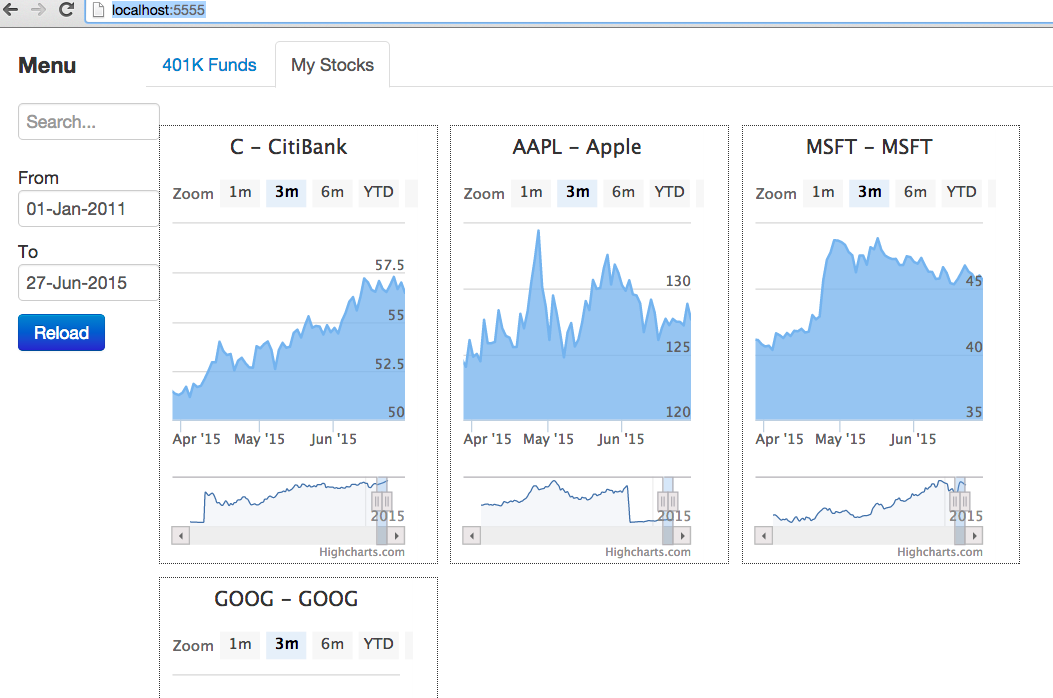 localhost:5555
Menu
401K Funds
My Stocks
Search...
From
01-Jan-2011
To
27-Jun-2015
Reload
C - CitiBank
Zoom 1m 3m 6m YTD
57.5
55
52.5
50
Apr '15 May '15 Jun '15
2015
Highcharts.com
AAPL - Apple
Zoom 1m 3m 6m YTD
130
125
120
Apr '15 May '15 Jun '15
2015
Highcharts.com
MSFT - MSFT
Zoom 1m 3m 6m YTD
45
40
35
Apr '15 May '15 Jun '15
2015
Highcharts.com
GOOG - GOOG
Zoom 1m 3m 6m YTD